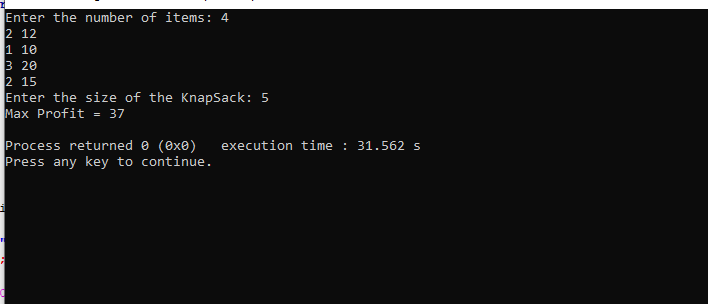 Enter the number of items: 4
2 12
1 10
3 20
2 15
Enter the size of the KnapSack: 5
Max Profit = 37
Process returned 0 (0x0)   execution time : 31.562 s
Press any key to continue.